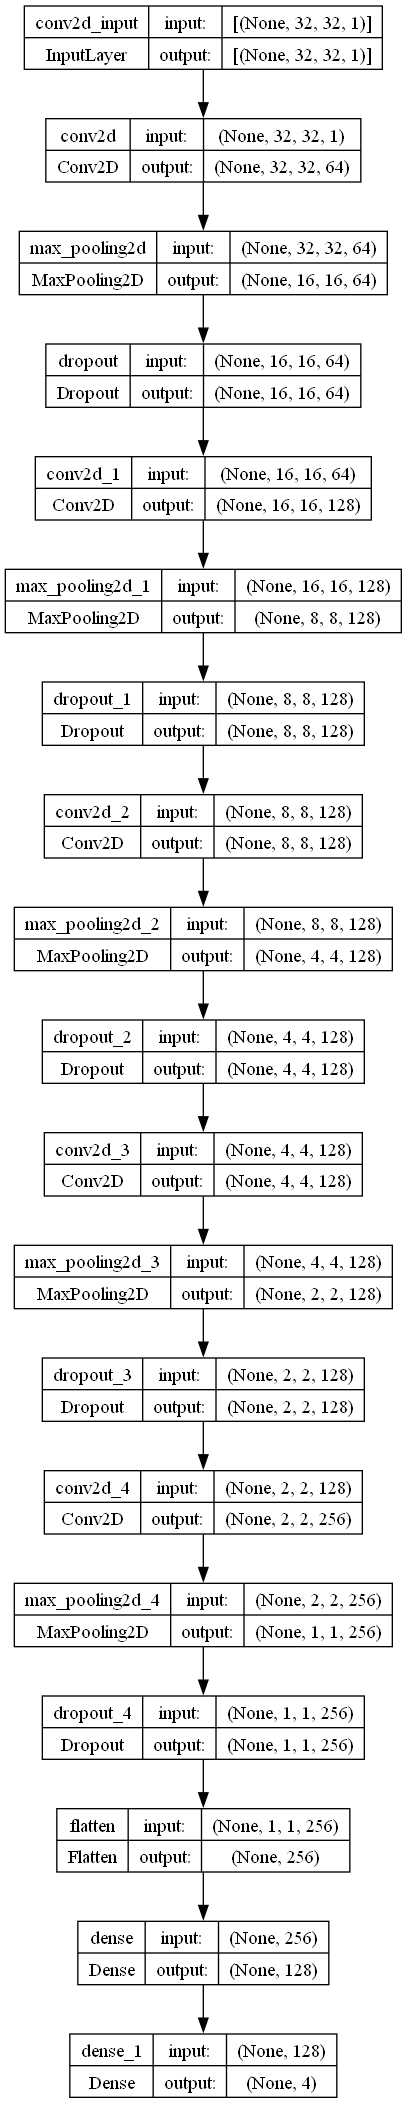 conv2d_input input: [(None, 32, 32, 1)]
InputLayer output: [(None, 32, 32, 1)]
conv2d input: (None, 32, 32, 1)
Conv2D output: (None, 32, 32, 64)
max_pooling2d input: (None, 32, 32, 64)
MaxPooling2D output: (None, 16, 16, 64)
dropout input: (None, 16, 16, 64)
Dropout output: (None, 16, 16, 64)
conv2d_1 input: (None, 16, 16, 64)
Conv2D output: (None, 16, 16, 128)
max_pooling2d_1 input: (None, 16, 16, 128)
MaxPooling2D output: (None, 8, 8, 128)
dropout_1 input: (None, 8, 8, 128)
Dropout output: (None, 8, 8, 128)
conv2d_2 input: (None, 8, 8, 128)
Conv2D output: (None, 8, 8, 128)
max_pooling2d_2 input: (None, 8, 8, 128)
MaxPooling2D output: (None, 4, 4, 128)
dropout_2 input: (None, 4, 4, 128)
Dropout output: (None, 4, 4, 128)
conv2d_3 input: (None, 4, 4, 128)
Conv2D output: (None, 4, 4, 128)
max_pooling2d_3 input: (None, 4, 4, 128)
MaxPooling2D output: (None, 2, 2, 128)
dropout_3 input: (None, 2, 2, 128)
Dropout output: (None, 2, 2, 128)
conv2d_4 input: (None, 2, 2, 128)
Conv2D output: (None, 2, 2, 256)
max_pooling2d_4 input: (None, 2, 2, 256)
MaxPooling2D output: (None, 1, 1, 256)
dropout_4 input: (None, 1, 1, 256)
Dropout output: (None, 1, 1, 256)
flatten input: (None, 1, 1, 256)
Flatten output: (None, 256)
dense input: (None, 256)
Dense output: (None, 128)
dense_1 input: (None, 128)
Dense output: (None, 4)